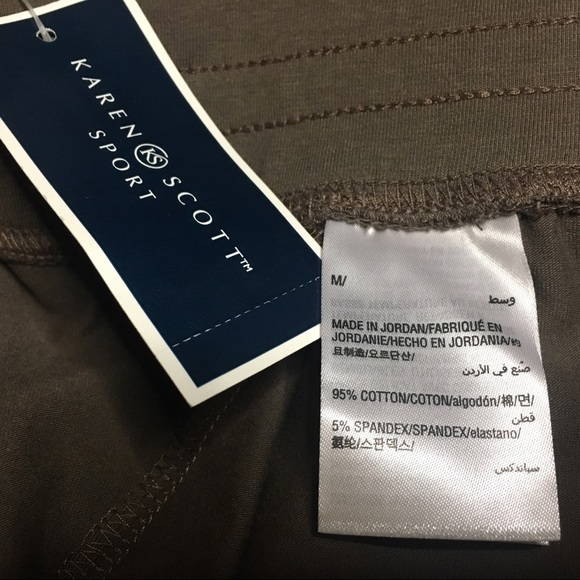 KAREN KS SCOTT™
SPORT
M/
وسط
MADE IN JORDAN/FABRIQUÉ EN
JORDANIE/HECHO EN JORDANIA/约
旦制造/요르단산/
صُنع في الأردن
95% COTTON/COTON/algodón/棉/면/
قطن
5% SPANDEX/SPANDEX/elastano/
氨纶/스판덱스/
سباندكس